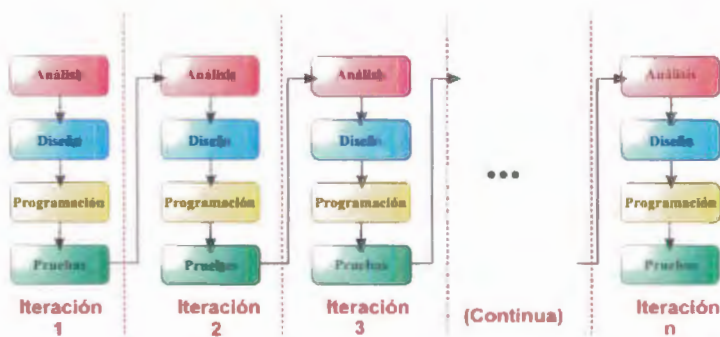 Análisis
Diseño
Programación
Pruebas
Iteración
1
Análisis
Diseño
Programación
Pruebas
Iteración
2
Análisis
Diseño
Programación
Pruebas
Iteración
3
...
(Continua)
Análisis
Diseño
Programación
Pruebas
Iteración
n